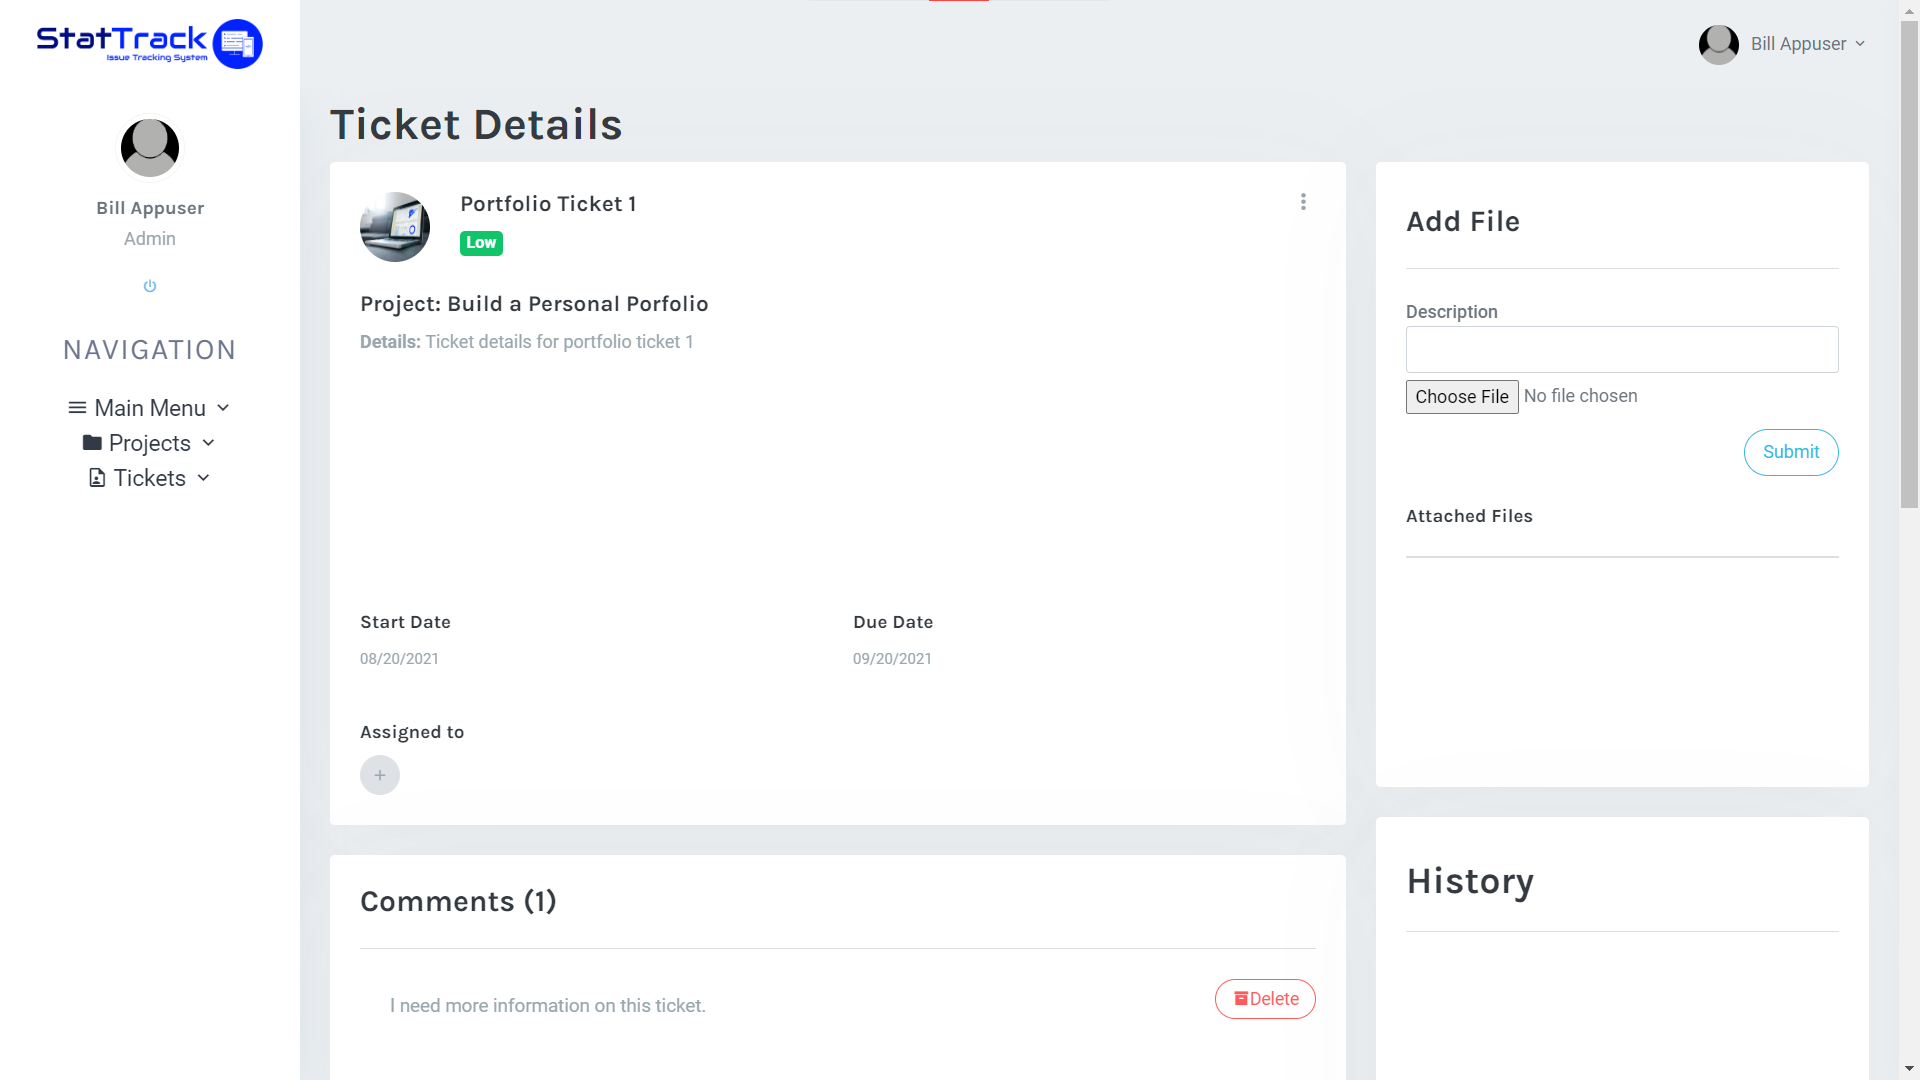 StatTrack
Issue Tracking System
Bill Appuser
Admin
NAVIGATION
Main Menu
Projects
Tickets
Bill Appuser
Ticket Details
Portfolio Ticket 1
Low
Project: Build a Personal Porfolio
Details: Ticket details for portfolio ticket 1
Start Date
08/20/2021
Due Date
09/20/2021
Assigned to
+
Comments (1)
I need more information on this ticket.
Delete
Add File
Description
Choose File No file chosen
Submit
Attached Files
History